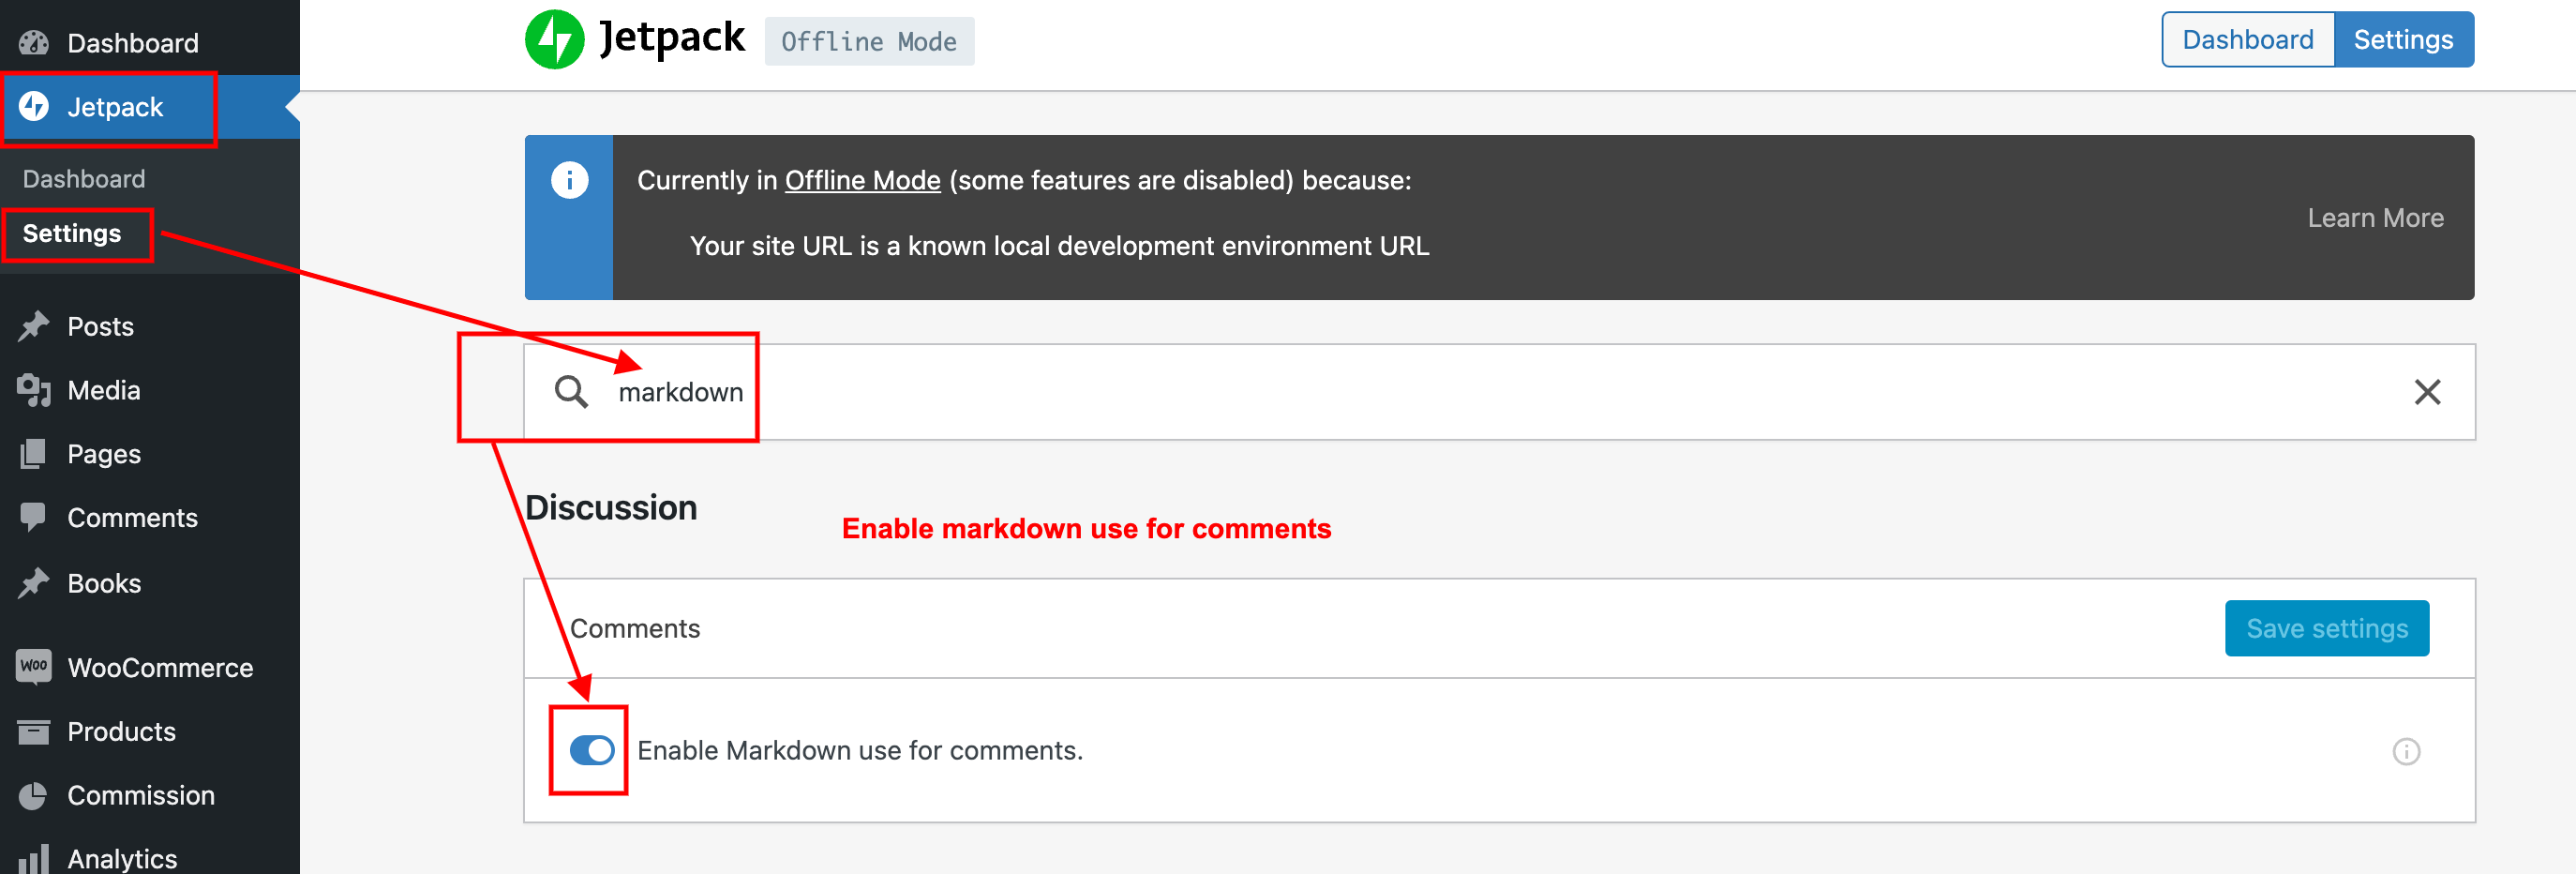 Dashboard
Jetpack
Dashboard
Settings
Posts
Media
Pages
Comments
Books
Woo WooCommerce
Products
Commission
Analytics
Jetpack Offline Mode
Dashboard Settings
Currently in Offline Mode (some features are disabled) because:
Your site URL is a known local development environment URL
Learn More
markdown
Discussion
Enable markdown use for comments
Comments
Save settings
Enable Markdown use for comments.